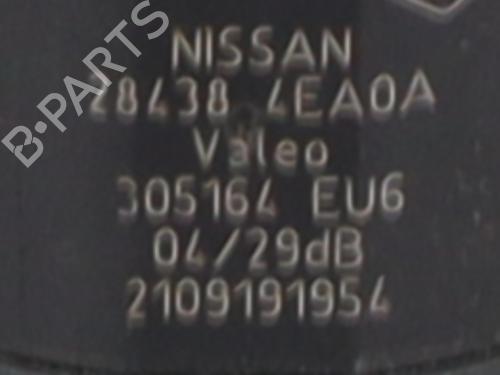 B-PARTS
NISSAN
28438 4EA0A
Valeo
305164 EU6
04/29dB
2109191954